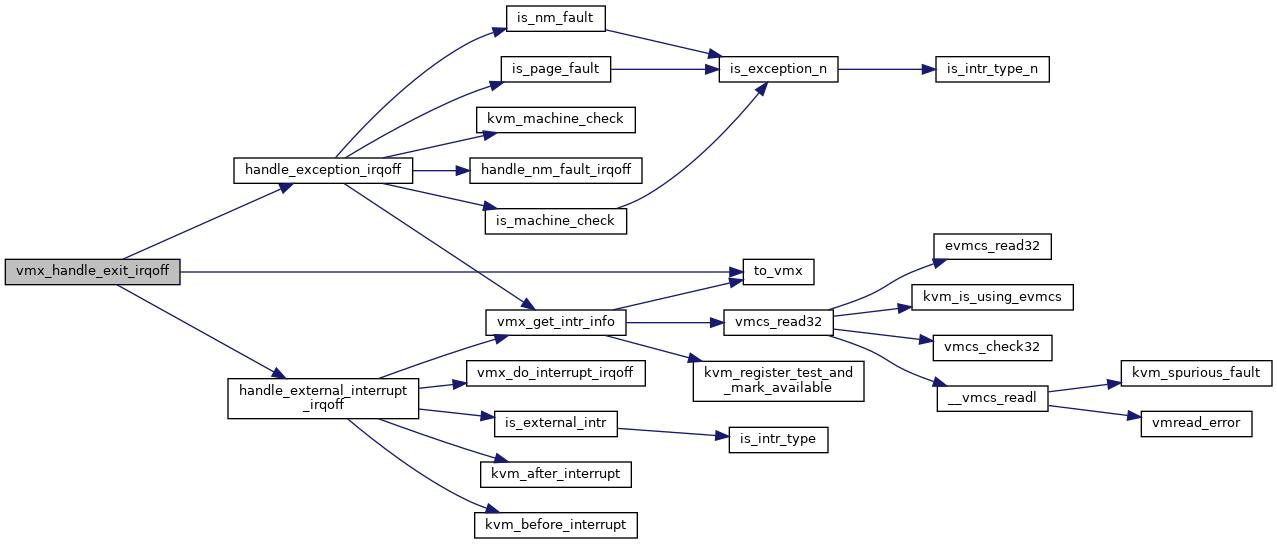 is_nm_fault
is_page_fault
is_exception_n
is_intr_type_n
kvm_machine_check
handle_exception_irqoff
handle_nm_fault_irqoff
is_machine_check
evmcs_read32
vmx_handle_exit_irqoff
to_vmx
kvm_is_using_evmcs
vmx_get_intr_info
vmcs_read32
vmcs_check32
vmx_do_interrupt_irqoff
kvm_register_test_and
_mark_available
kvm_spurious_fault
handle_external_interrupt
_irqoff
__vmcs_readl
is_external_intr
vmread_error
is_intr_type
kvm_after_interrupt
kvm_before_interrupt